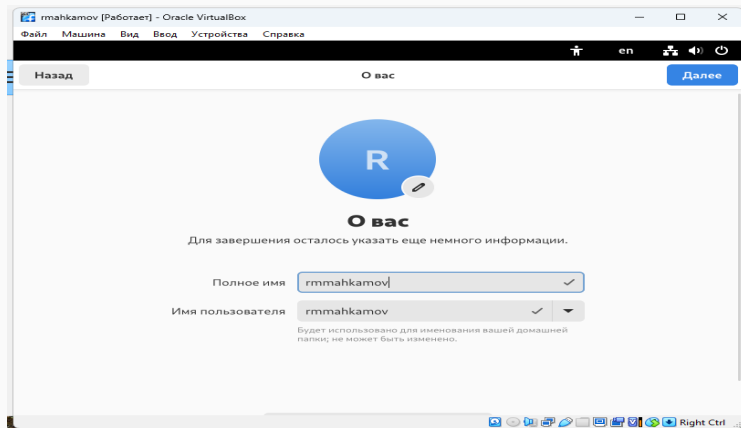 rmahkamov [Работает] - Oracle VirtualBox
Файл Машина Вид Ввод Устройства Справка
en
Назад О вас Далее
R
О вас
Для завершения осталось указать еще немного информации.
Полное имя rmmahkamov
Имя пользователя rmmahkamov
Будет использовано для именования вашей домашней
папки; не может быть изменено.
Right Ctrl